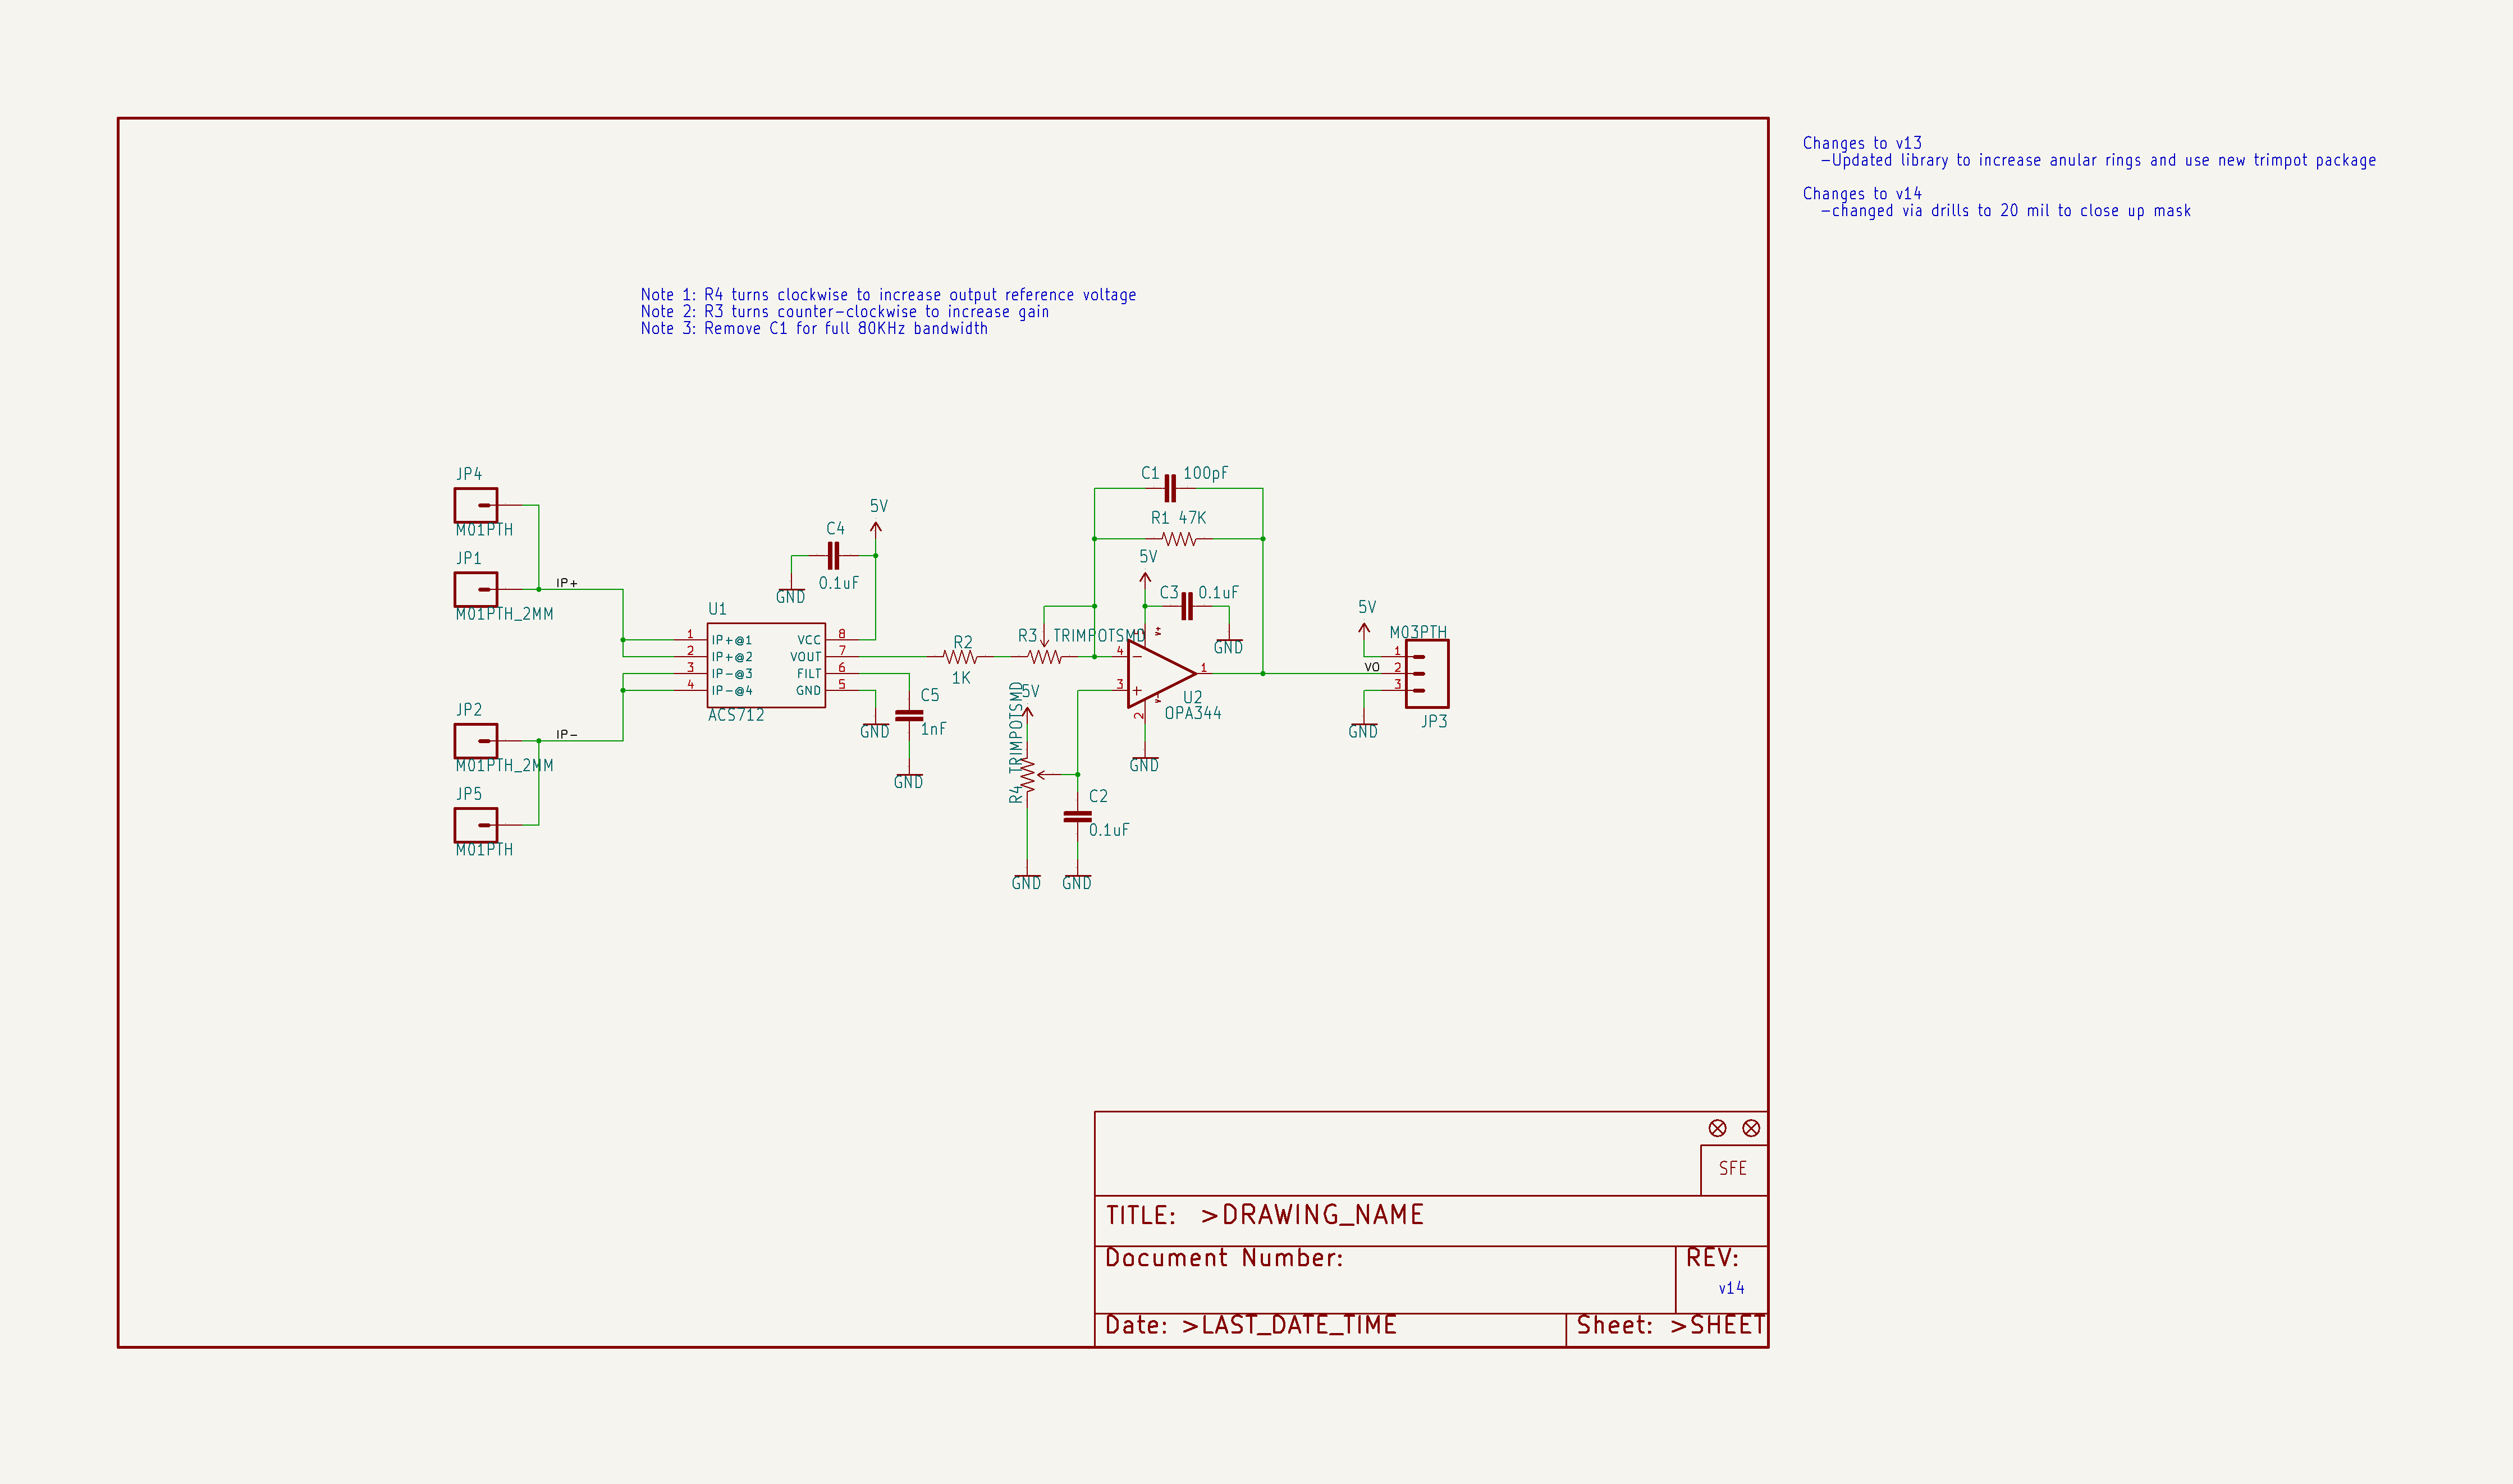 Changes to v13
-Updated library to increase anular rings and use new trimpot package
Changes to v14
-changed via drills to 20 mil to close up mask
Note 1: R4 turns clockwise to increase output reference voltage
Note 2: R3 turns counter-clockwise to increase gain
Note 3: Remove C1 for full 80KHz bandwidth
JP4
M01PTH
JP1
M01PTH_2MM
IP+
JP2
M01PTH_2MM
IP-
JP5
M01PTH
U1
1 IP+@1 VCC 8
2 IP+@2 VOUT 7
3 IP-@3 FILT 6
4 IP-@4 GND 5
ACS712
C4
0.1uF
5V
GND
GND
C5
1nF
GND
R2
1K
R3 TRIMPOTSMD
C1 100pF
R1 47K
5V
C3 0.1uF
GND
V+
4
3
1
2
V-
U2
OPA344
GND
5V
R4 TRIMPOTSMD
GND
C2
0.1uF
GND
5V
M03PTH
VO
1
2
3
JP3
GND
SFE
TITLE: >DRAWING_NAME
Document Number:
REV:
v14
Date: >LAST_DATE_TIME
Sheet: >SHEET